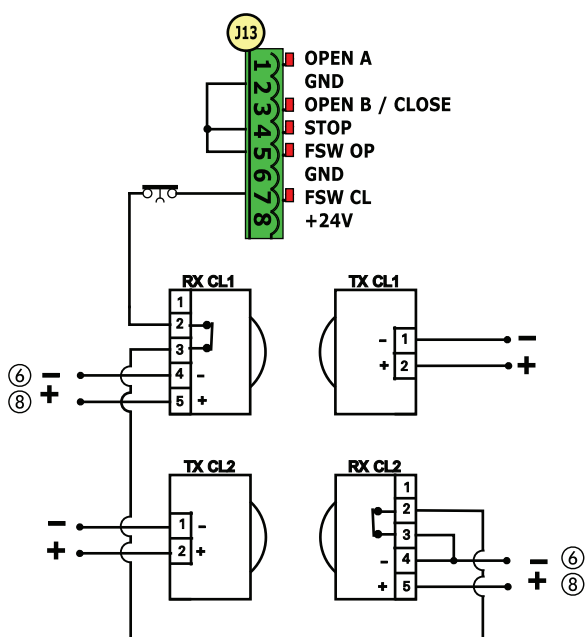 J13
1 OPEN A
2 GND
3 OPEN B / CLOSE
4 STOP
5 FSW OP
6 GND
7 FSW CL
8 +24V
RX CL1
1
2
3
⑥ − 4 −
⑧ + 5 +
TX CL1
− 1 −
+ 2 +
TX CL2
− 1 −
+ 2 +
RX CL2
1
2
3
− 4 − ⑥
+ 5 + ⑧